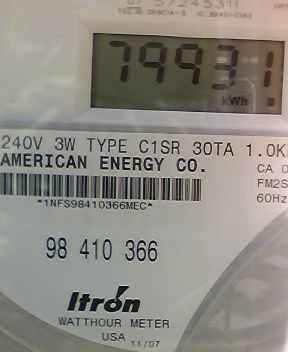 57245311
79931
kWh
240V 3W TYPE C1SR 30TA 1.0K
AMERICAN ENERGY CO.
CA 0
FM2S
*1NFS98410366MEC*
60Hz
98 410 366
Itron
WATTHOUR METER
USA 11/07